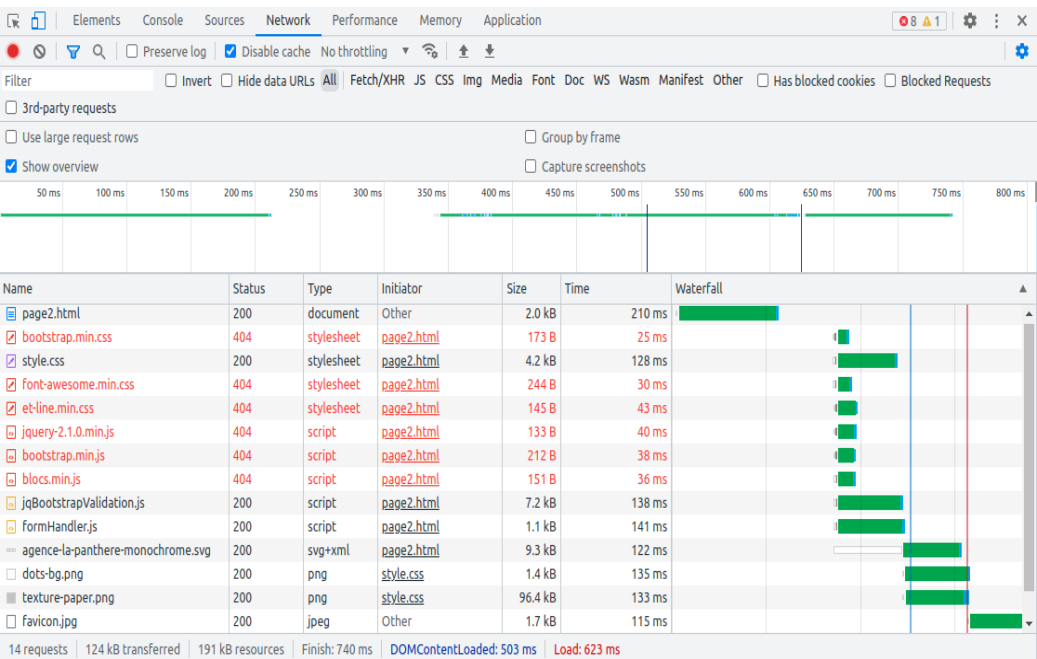 Elements Console Sources Network Performance Memory Application 8 1
Preserve log Disable cache No throttling
Filter Invert Hide data URLs All Fetch/XHR JS CSS Img Media Font Doc WS Wasm Manifest Other Has blocked cookies Blocked Requests
3rd-party requests
Use large request rows Group by frame
Show overview Capture screenshots
50 ms 100 ms 150 ms 200 ms 250 ms 300 ms 350 ms 400 ms 450 ms 500 ms 550 ms 600 ms 650 ms 700 ms 750 ms 800 ms
Name Status Type Initiator Size Time Waterfall
page2.html 200 document Other 2.0 kB 210 ms
bootstrap.min.css 404 stylesheet page2.html 173 B 25 ms
style.css 200 stylesheet page2.html 4.2 kB 128 ms
font-awesome.min.css 404 stylesheet page2.html 244 B 30 ms
et-line.min.css 404 stylesheet page2.html 145 B 43 ms
jquery-2.1.0.min.js 404 script page2.html 133 B 40 ms
bootstrap.min.js 404 script page2.html 212 B 38 ms
blocs.min.js 404 script page2.html 151 B 36 ms
jqBootstrapValidation.js 200 script page2.html 7.2 kB 138 ms
formHandler.js 200 script page2.html 1.1 kB 141 ms
agence-la-panthere-monochrome.svg 200 svg+xml page2.html 9.3 kB 122 ms
dots-bg.png 200 png style.css 1.4 kB 135 ms
texture-paper.png 200 png style.css 96.4 kB 133 ms
favicon.jpg 200 jpeg Other 1.7 kB 115 ms
14 requests 124 kB transferred 191 kB resources Finish: 740 ms DOMContentLoaded: 503 ms Load: 623 ms